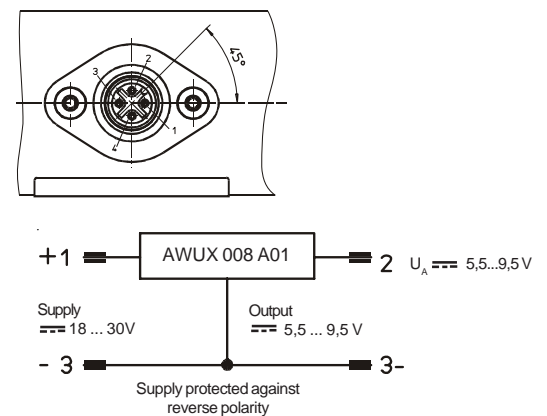 45°
3
2
1
4
+1
AWUX 008 A01
2 U_A 5,5...9,5 V
Supply
18 ... 30V
Output
5,5 ... 9,5 V
- 3
3-
Supply protected against
reverse polarity